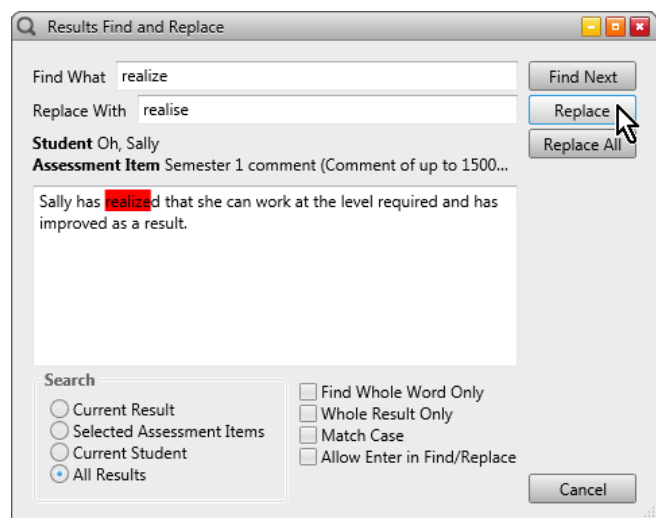 Results Find and Replace
Find What realize Find Next
Replace With realise Replace
Student Oh, Sally Replace All
Assessment Item Semester 1 comment (Comment of up to 1500...
Sally has realized that she can work at the level required and has
improved as a result.
Search
Current Result
Selected Assessment Items
Current Student
All Results
Find Whole Word Only
Whole Result Only
Match Case
Allow Enter in Find/Replace
Cancel